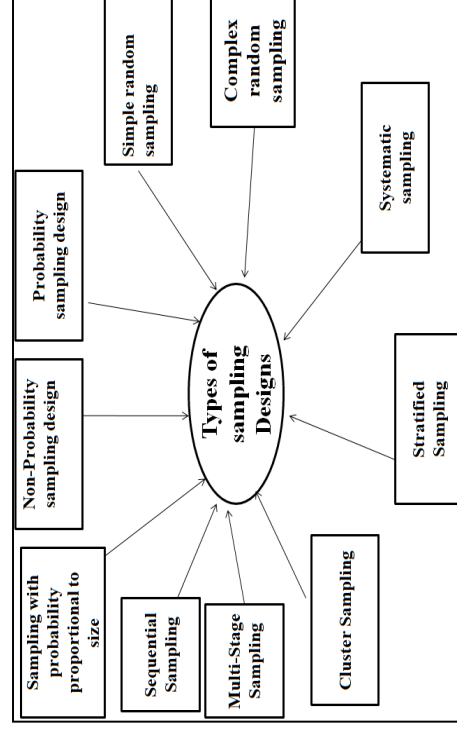 Sampling with
probability
proportional to
size
Non-Probability
sampling design
Probability
sampling design
Simple random
sampling
Complex
random
sampling
Sequential
Sampling
Multi-Stage
Sampling
Types of
sampling
Designs
Systematic
sampling
Cluster Sampling
Stratified
Sampling